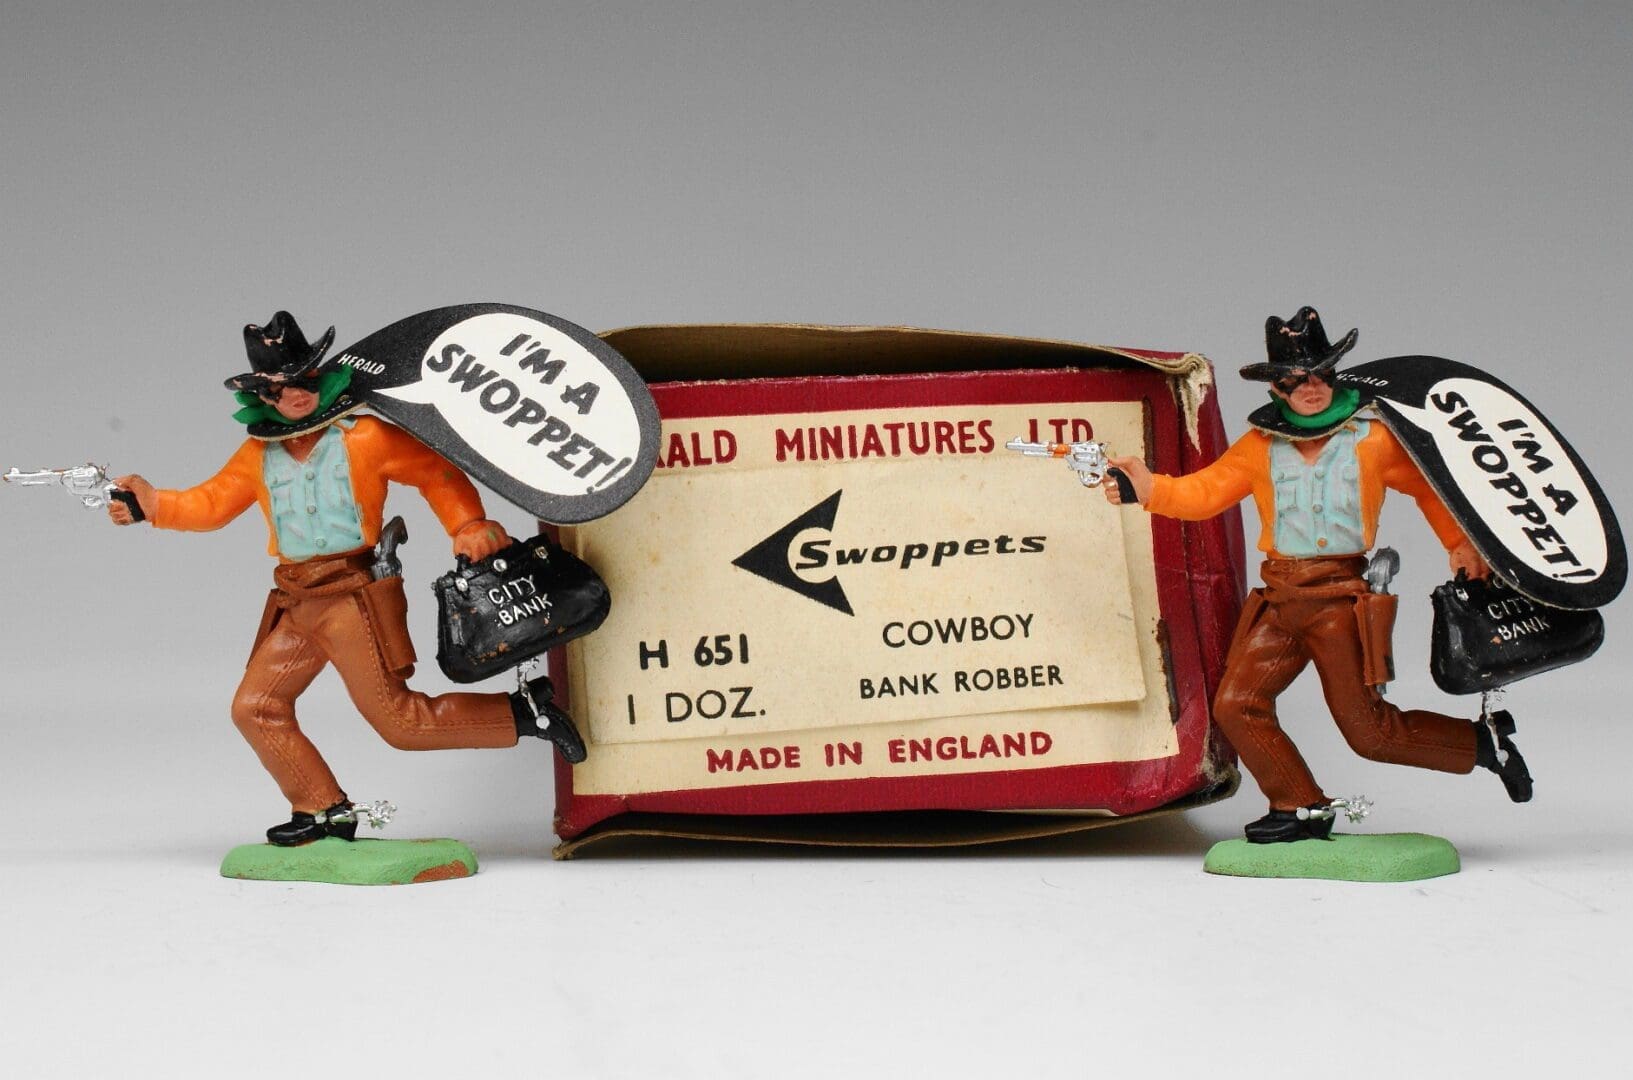 HERALD
I'M A
SWOPPET!
CITY
BANK
MINIATURES LTD
Swoppets
H 651
COWBOY
1 DOZ.
BANK ROBBER
MADE IN ENGLAND
HERALD
I'M A
SWOPPET!
CITY
BANK